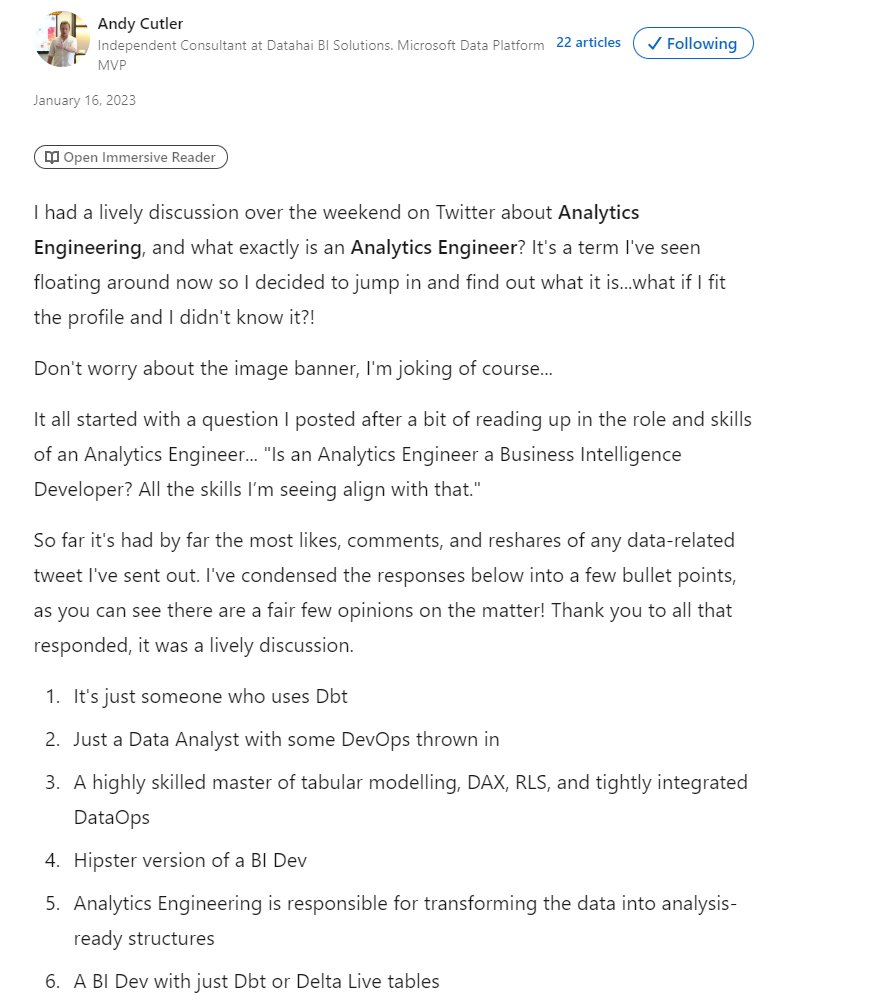 Andy Cutler
Independent Consultant at Datahai BI Solutions. Microsoft Data Platform
MVP
22 articles
Following
January 16, 2023
Open Immersive Reader
I had a lively discussion over the weekend on Twitter about Analytics
Engineering, and what exactly is an Analytics Engineer? It's a term I've seen
floating around now so I decided to jump in and find out what it is...what if I fit
the profile and I didn't know it?!
Don't worry about the image banner, I'm joking of course...
It all started with a question I posted after a bit of reading up in the role and skills
of an Analytics Engineer... "Is an Analytics Engineer a Business Intelligence
Developer? All the skills I’m seeing align with that."
So far it's had by far the most likes, comments, and reshares of any data-related
tweet I've sent out. I've condensed the responses below into a few bullet points,
as you can see there are a fair few opinions on the matter! Thank you to all that
responded, it was a lively discussion.
1. It's just someone who uses Dbt
2. Just a Data Analyst with some DevOps thrown in
3. A highly skilled master of tabular modelling, DAX, RLS, and tightly integrated
DataOps
4. Hipster version of a BI Dev
5. Analytics Engineering is responsible for transforming the data into analysis-
ready structures
6. A BI Dev with just Dbt or Delta Live tables